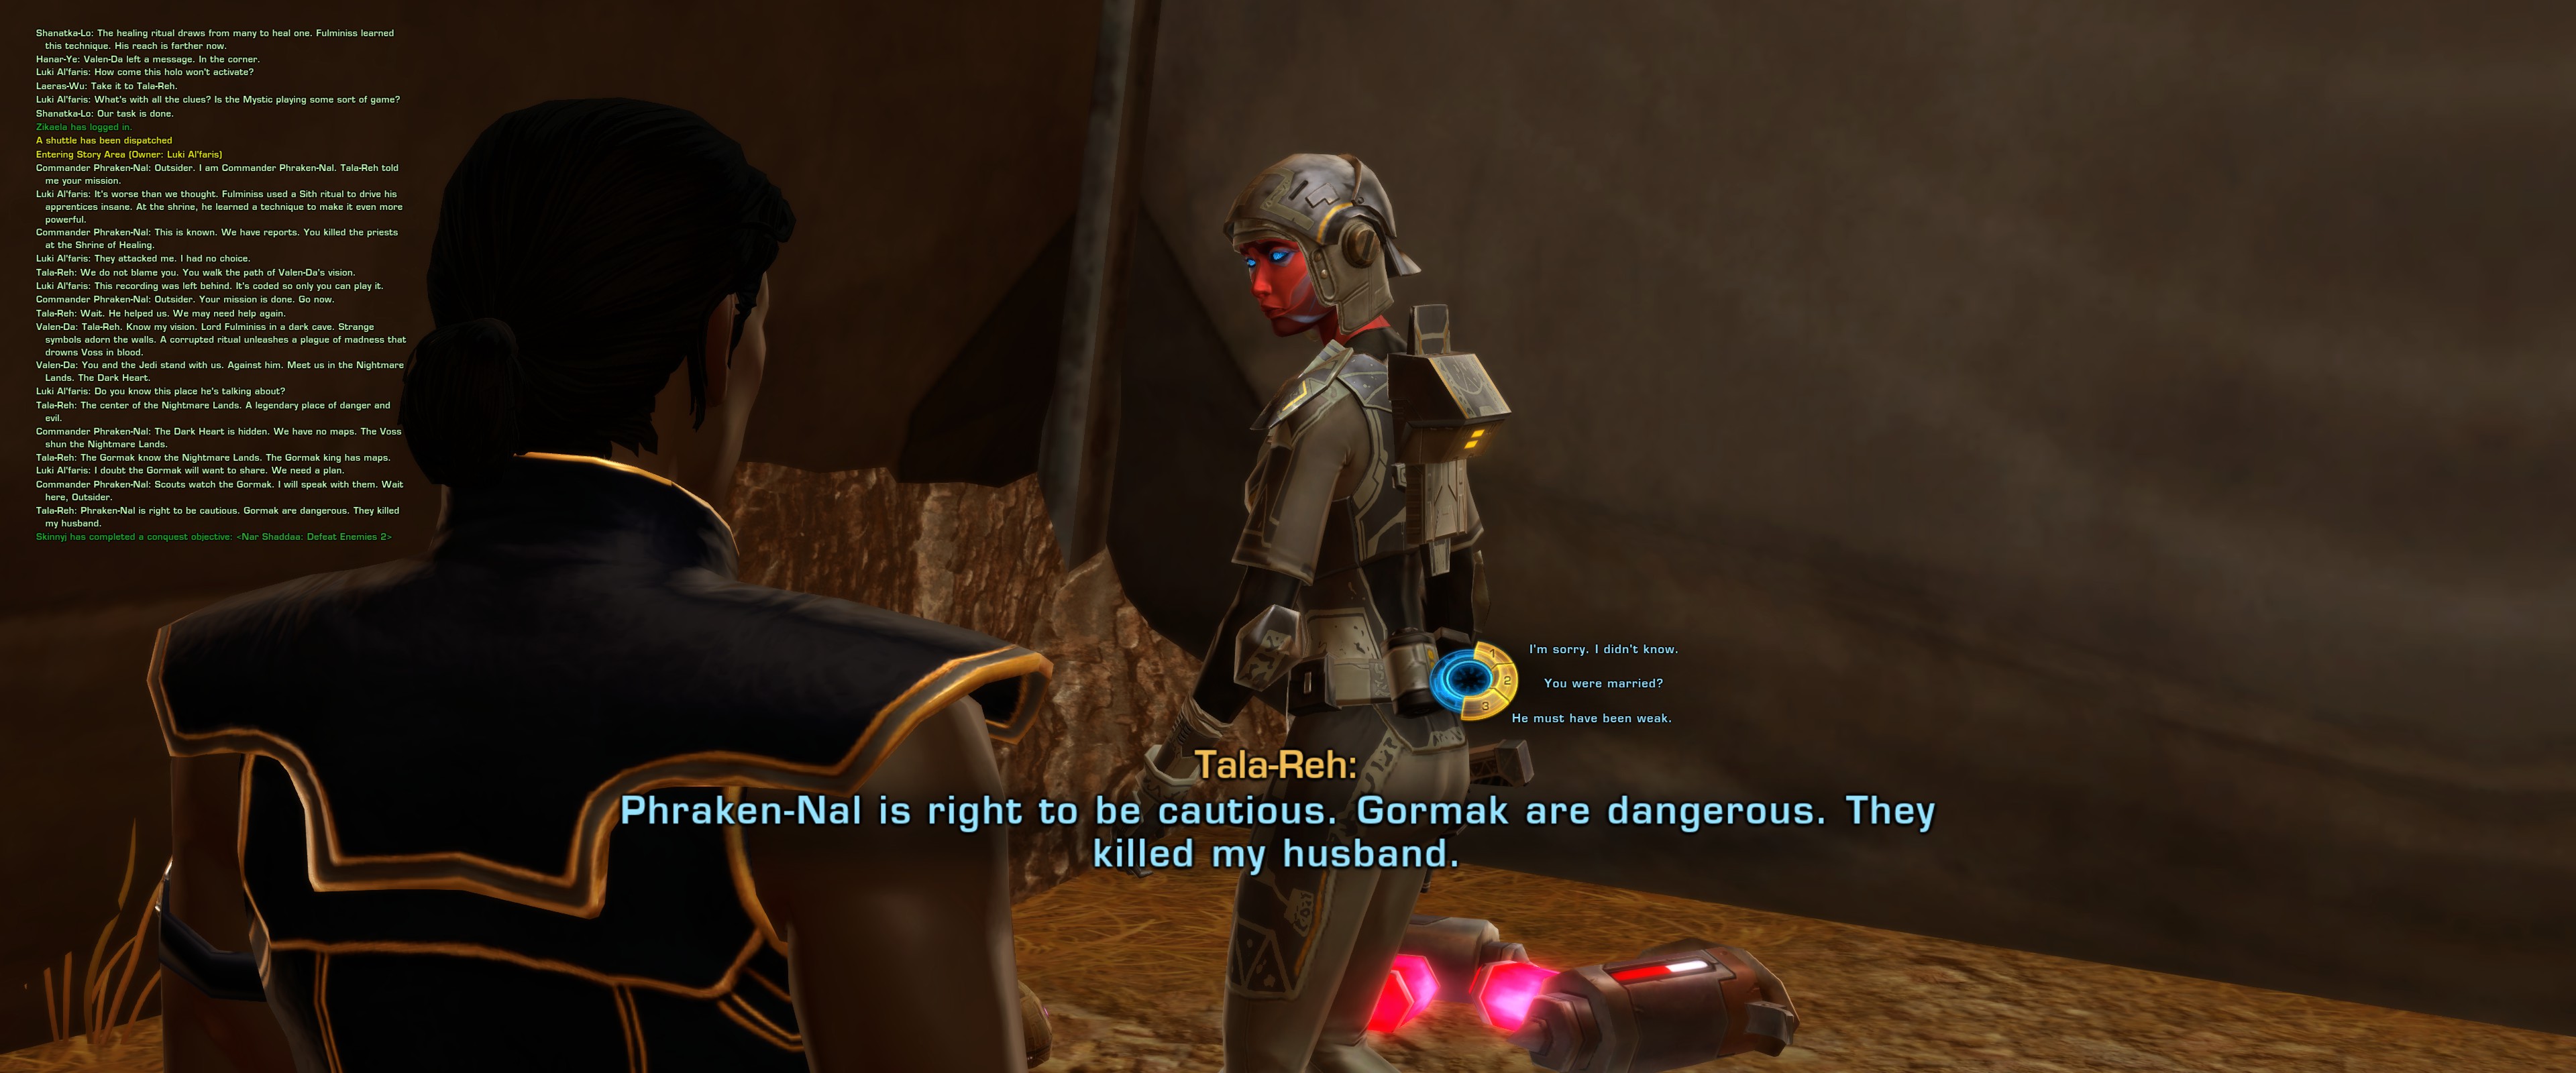 Shanatka-Lo: The healing ritual draws from many to heal one. Fulminiss learned
this technique. His reach is farther now.
Hanar-Ye: Valen-Da left a message. In the corner.
Luki Al'faris: How come this holo won't activate?
Laeras-Wu: Take it to Tala-Reh.
Luki Al'faris: What's with all the clues? Is the Mystic playing some sort of game?
Shanatka-Lo: Our task is done.
Zikaela has logged in.
A shuttle has been dispatched
Entering Story Area (Owner: Luki Al'faris)
Commander Phraken-Nal: Outsider. I am Commander Phraken-Nal. Tala-Reh told
me your mission.
Luki Al'faris: It's worse than we thought. Fulminiss used a Sith ritual to drive his
apprentices insane. At the shrine, he learned a technique to make it even more
powerful.
Commander Phraken-Nal: This is known. We have reports. You killed the priests
at the Shrine of Healing.
Luki Al'faris: They attacked me. I had no choice.
Tala-Reh: We do not blame you. You walk the path of Valen-Da's vision.
Luki Al'faris: This recording was left behind. It's coded so only you can play it.
Commander Phraken-Nal: Outsider. Your mission is done. Go now.
Tala-Reh: Wait. He helped us. We may need help again.
Valen-Da: Tala-Reh. Know my vision. Lord Fulminiss in a dark cave. Strange
symbols adorn the walls. A corrupted ritual unleashes a plague of madness that
drowns Voss in blood.
Valen-Da: You and the Jedi stand with us. Against him. Meet us in the Nightmare
Lands. The Dark Heart.
Luki Al'faris: Do you know this place he's talking about?
Tala-Reh: The center of the Nightmare Lands. A legendary place of danger and
evil.
Commander Phraken-Nal: The Dark Heart is hidden. We have no maps. The Voss
shun the Nightmare Lands.
Tala-Reh: The Gormak know the Nightmare Lands. The Gormak king has maps.
Luki Al'faris: I doubt the Gormak will want to share. We need a plan.
Commander Phraken-Nal: Scouts watch the Gormak. I will speak with them. Wait
here, Outsider.
Tala-Reh: Phraken-Nal is right to be cautious. Gormak are dangerous. They killed
my husband.
Skinnyj has completed a conquest objective: <Nar Shaddaa: Defeat Enemies 2>
1 I'm sorry. I didn't know.
2 You were married?
3 He must have been weak.
Tala-Reh:
Phraken-Nal is right to be cautious. Gormak are dangerous. They
killed my husband.